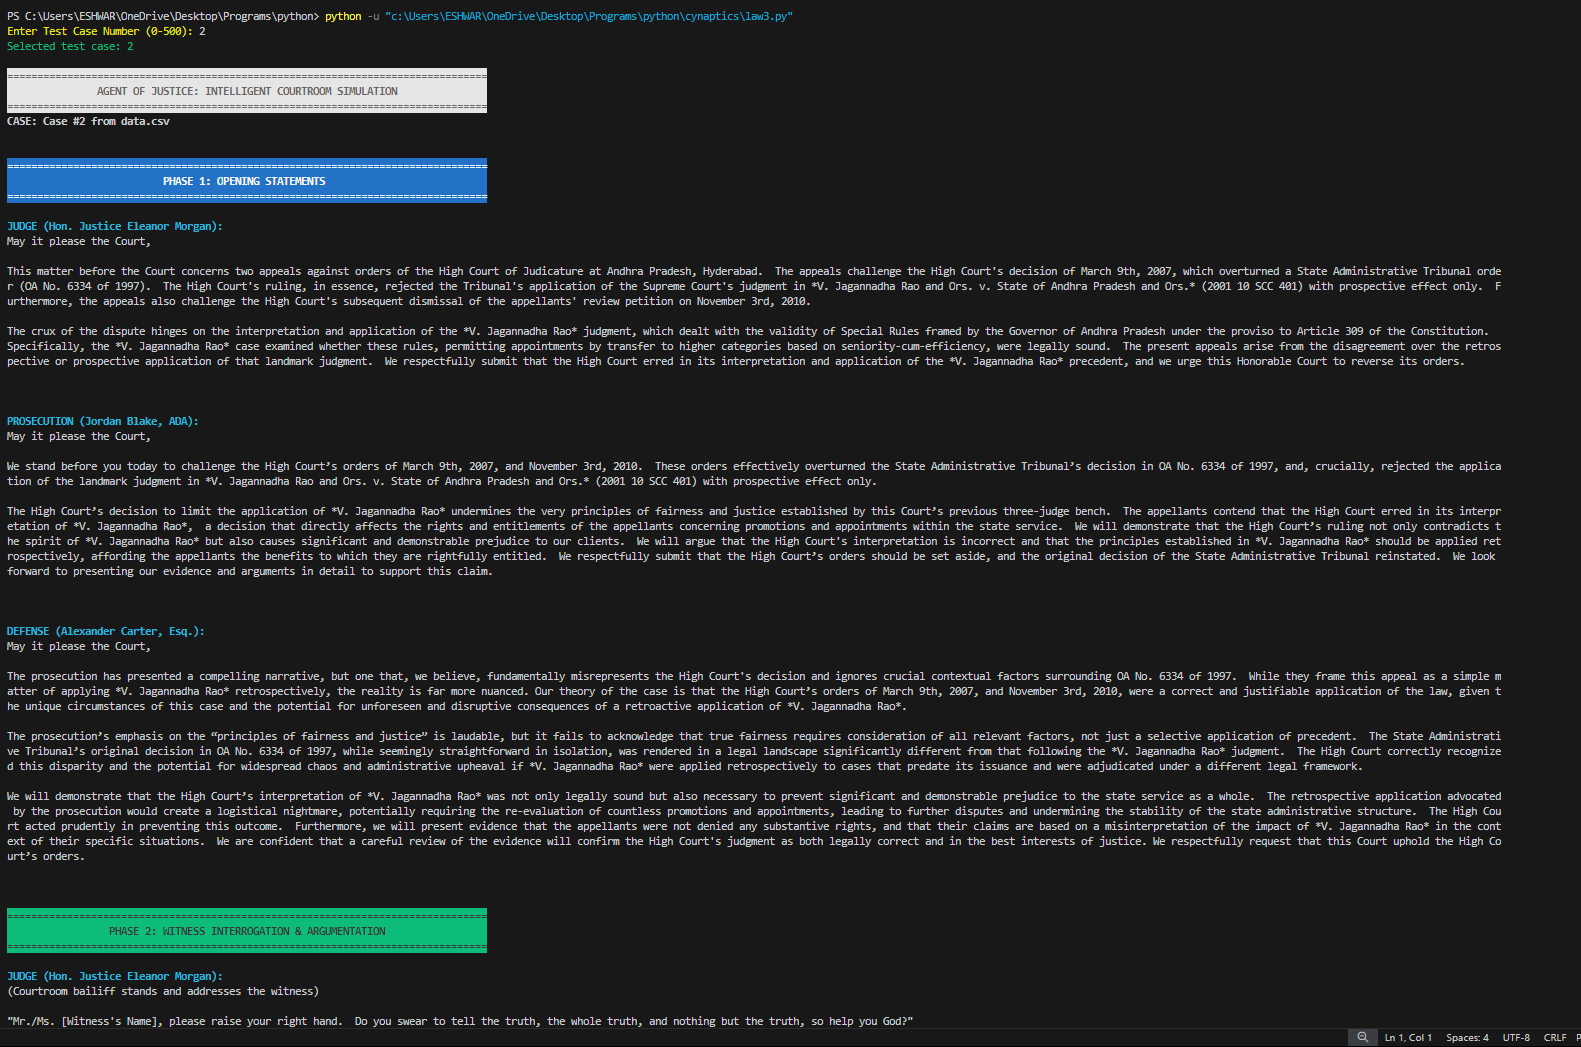 PS C:\Users\ESHWAR\OneDrive\Desktop\Programs\python> python -u "c:\Users\ESHWAR\OneDrive\Desktop\Programs\python\cynaptics\law3.py"
Enter Test Case Number (0-500): 2
Selected test case: 2
================================================================================
AGENT OF JUSTICE: INTELLIGENT COURTROOM SIMULATION
================================================================================
CASE: Case #2 from data.csv
================================================================================
PHASE 1: OPENING STATEMENTS
================================================================================
JUDGE (Hon. Justice Eleanor Morgan):
May it please the Court,
This matter before the Court concerns two appeals against orders of the High Court of Judicature at Andhra Pradesh, Hyderabad.  The appeals challenge the High Court's decision of March 9th, 2007, which overturned a State Administrative Tribunal orde
r (OA No. 6334 of 1997).  The High Court's ruling, in essence, rejected the Tribunal's application of the Supreme Court's judgment in *V. Jagannadha Rao and Ors. v. State of Andhra Pradesh and Ors.* (2001 10 SCC 401) with prospective effect only.  F
urthermore, the appeals also challenge the High Court's subsequent dismissal of the appellants' review petition on November 3rd, 2010.
The crux of the dispute hinges on the interpretation and application of the *V. Jagannadha Rao* judgment, which dealt with the validity of Special Rules framed by the Governor of Andhra Pradesh under the proviso to Article 309 of the Constitution.
Specifically, the *V. Jagannadha Rao* case examined whether these rules, permitting appointments by transfer to higher categories based on seniority-cum-efficiency, were legally sound.  The present appeals arise from the disagreement over the retros
pective or prospective application of that landmark judgment.  We respectfully submit that the High Court erred in its interpretation and application of the *V. Jagannadha Rao* precedent, and we urge this Honorable Court to reverse its orders.
PROSECUTION (Jordan Blake, ADA):
May it please the Court,
We stand before you today to challenge the High Court’s orders of March 9th, 2007, and November 3rd, 2010.  These orders effectively overturned the State Administrative Tribunal’s decision in OA No. 6334 of 1997, and, crucially, rejected the applica
tion of the landmark judgment in *V. Jagannadha Rao and Ors. v. State of Andhra Pradesh and Ors.* (2001 10 SCC 401) with prospective effect only.
The High Court’s decision to limit the application of *V. Jagannadha Rao* undermines the very principles of fairness and justice established by this Court’s previous three-judge bench.  The appellants contend that the High Court erred in its interpr
etation of *V. Jagannadha Rao*,  a decision that directly affects the rights and entitlements of the appellants concerning promotions and appointments within the state service.  We will demonstrate that the High Court’s ruling not only contradicts t
he spirit of *V. Jagannadha Rao* but also causes significant and demonstrable prejudice to our clients.  We will argue that the High Court's interpretation is incorrect and that the principles established in *V. Jagannadha Rao* should be applied ret
rospectively, affording the appellants the benefits to which they are rightfully entitled.  We respectfully submit that the High Court’s orders should be set aside, and the original decision of the State Administrative Tribunal reinstated.  We look
forward to presenting our evidence and arguments in detail to support this claim.
DEFENSE (Alexander Carter, Esq.):
May it please the Court,
The prosecution has presented a compelling narrative, but one that, we believe, fundamentally misrepresents the High Court's decision and ignores crucial contextual factors surrounding OA No. 6334 of 1997.  While they frame this appeal as a simple m
atter of applying *V. Jagannadha Rao* retrospectively, the reality is far more nuanced. Our theory of the case is that the High Court’s orders of March 9th, 2007, and November 3rd, 2010, were a correct and justifiable application of the law, given t
he unique circumstances of this case and the potential for unforeseen and disruptive consequences of a retroactive application of *V. Jagannadha Rao*.
The prosecution’s emphasis on the “principles of fairness and justice” is laudable, but it fails to acknowledge that true fairness requires consideration of all relevant factors, not just a selective application of precedent.  The State Administrati
ve Tribunal’s original decision in OA No. 6334 of 1997, while seemingly straightforward in isolation, was rendered in a legal landscape significantly different from that following the *V. Jagannadha Rao* judgment.  The High Court correctly recognize
d this disparity and the potential for widespread chaos and administrative upheaval if *V. Jagannadha Rao* were applied retrospectively to cases that predate its issuance and were adjudicated under a different legal framework.
We will demonstrate that the High Court’s interpretation of *V. Jagannadha Rao* was not only legally sound but also necessary to prevent significant and demonstrable prejudice to the state service as a whole.  The retrospective application advocated
 by the prosecution would create a logistical nightmare, potentially requiring the re-evaluation of countless promotions and appointments, leading to further disputes and undermining the stability of the state administrative structure.  The High Cou
rt acted prudently in preventing this outcome.  Furthermore, we will present evidence that the appellants were not denied any substantive rights, and that their claims are based on a misinterpretation of the impact of *V. Jagannadha Rao* in the cont
ext of their specific situations.  We are confident that a careful review of the evidence will confirm the High Court's judgment as both legally correct and in the best interests of justice. We respectfully request that this Court uphold the High Co
urt’s orders.
================================================================================
PHASE 2: WITNESS INTERROGATION & ARGUMENTATION
================================================================================
JUDGE (Hon. Justice Eleanor Morgan):
(Courtroom bailiff stands and addresses the witness)
"Mr./Ms. [Witness's Name], please raise your right hand.  Do you swear to tell the truth, the whole truth, and nothing but the truth, so help you God?"
Ln 1, Col 1 Spaces: 4 UTF-8 CRLF P